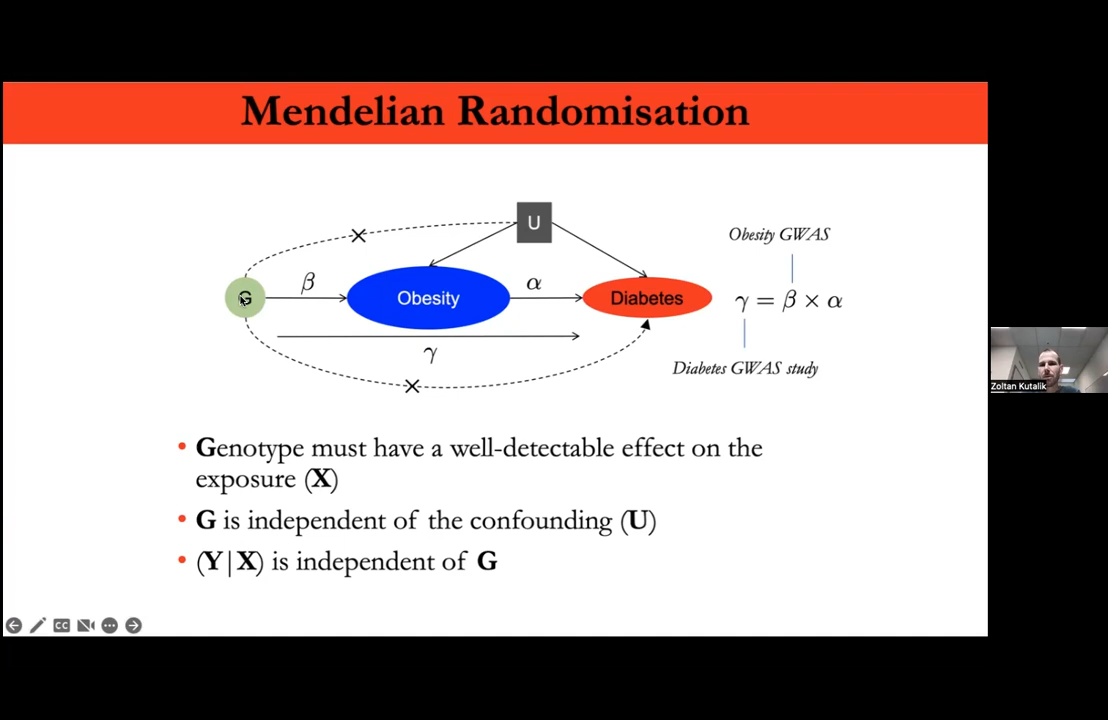 Mendelian Randomisation
U
Obesity GWAS
G
β
Obesity
α
Diabetes
γ = β × α
γ
Diabetes GWAS study
Zoltan Kutalik
• Genotype must have a well-detectable effect on the
exposure (X)
• G is independent of the confounding (U)
• (Y|X) is independent of G
CC